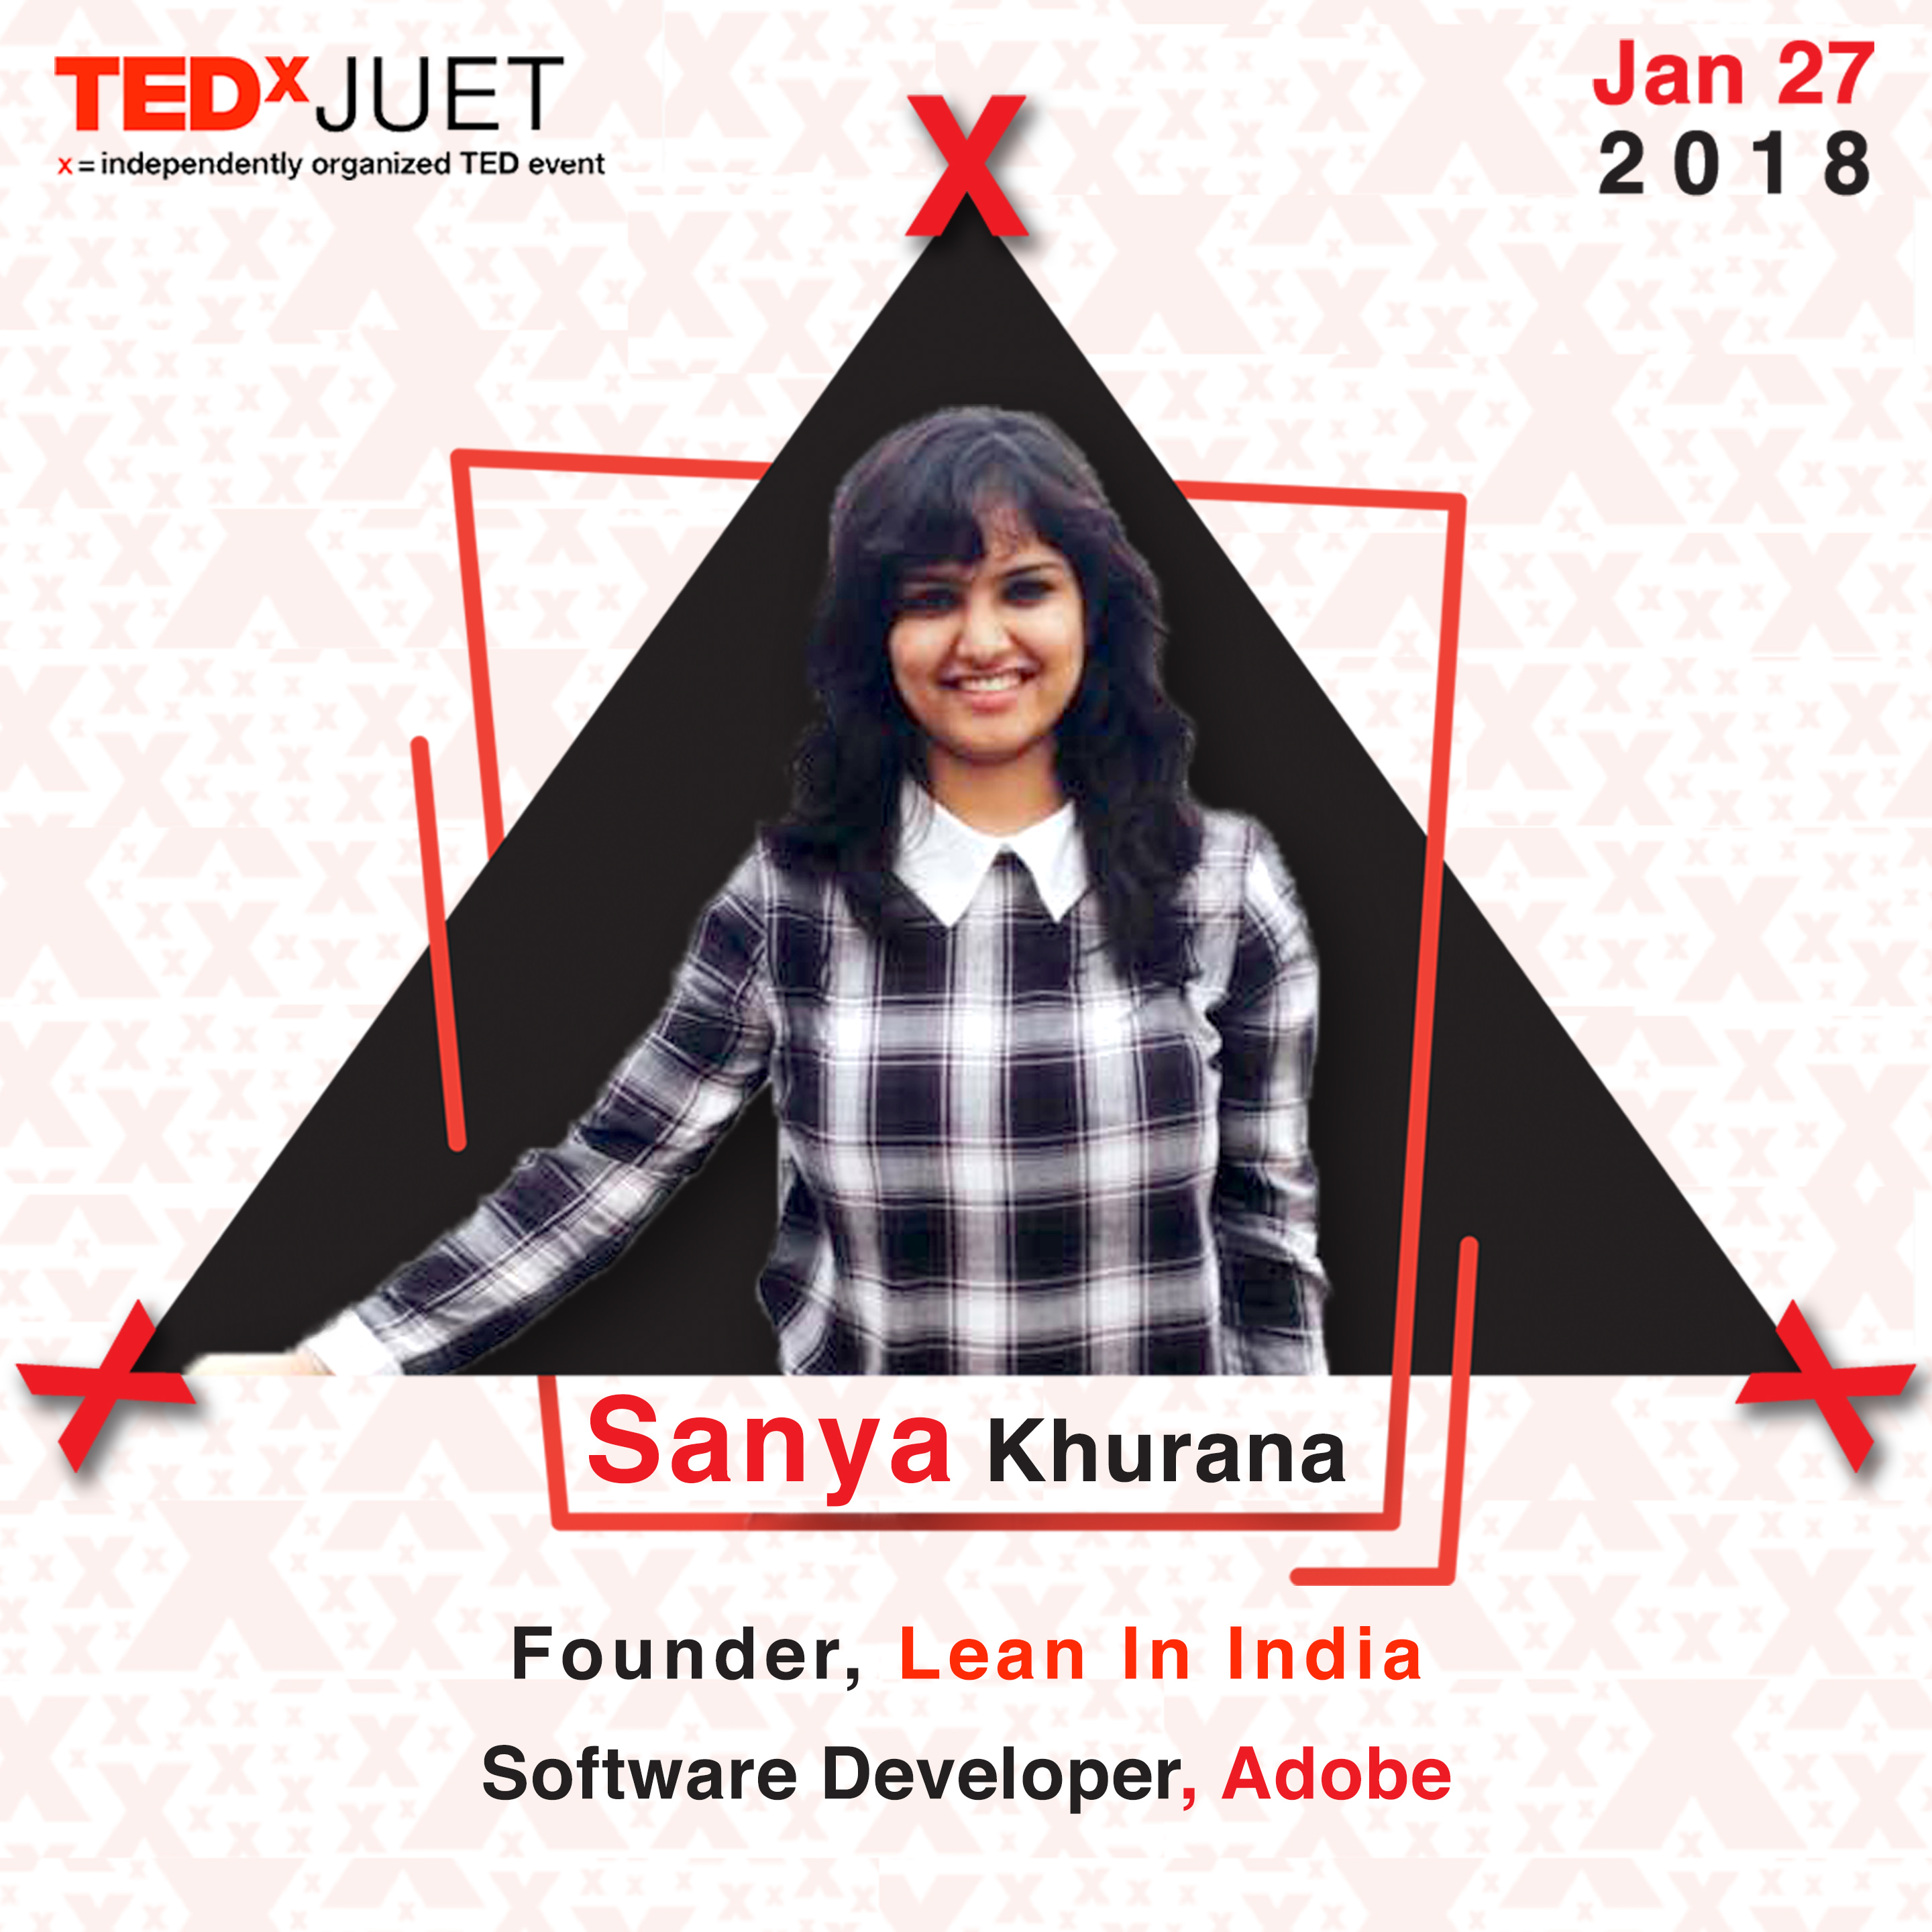 TEDxJUET
x = independently organized TED event
Jan 27
2018
Sanya Khurana
Founder, Lean In India
Software Developer, Adobe